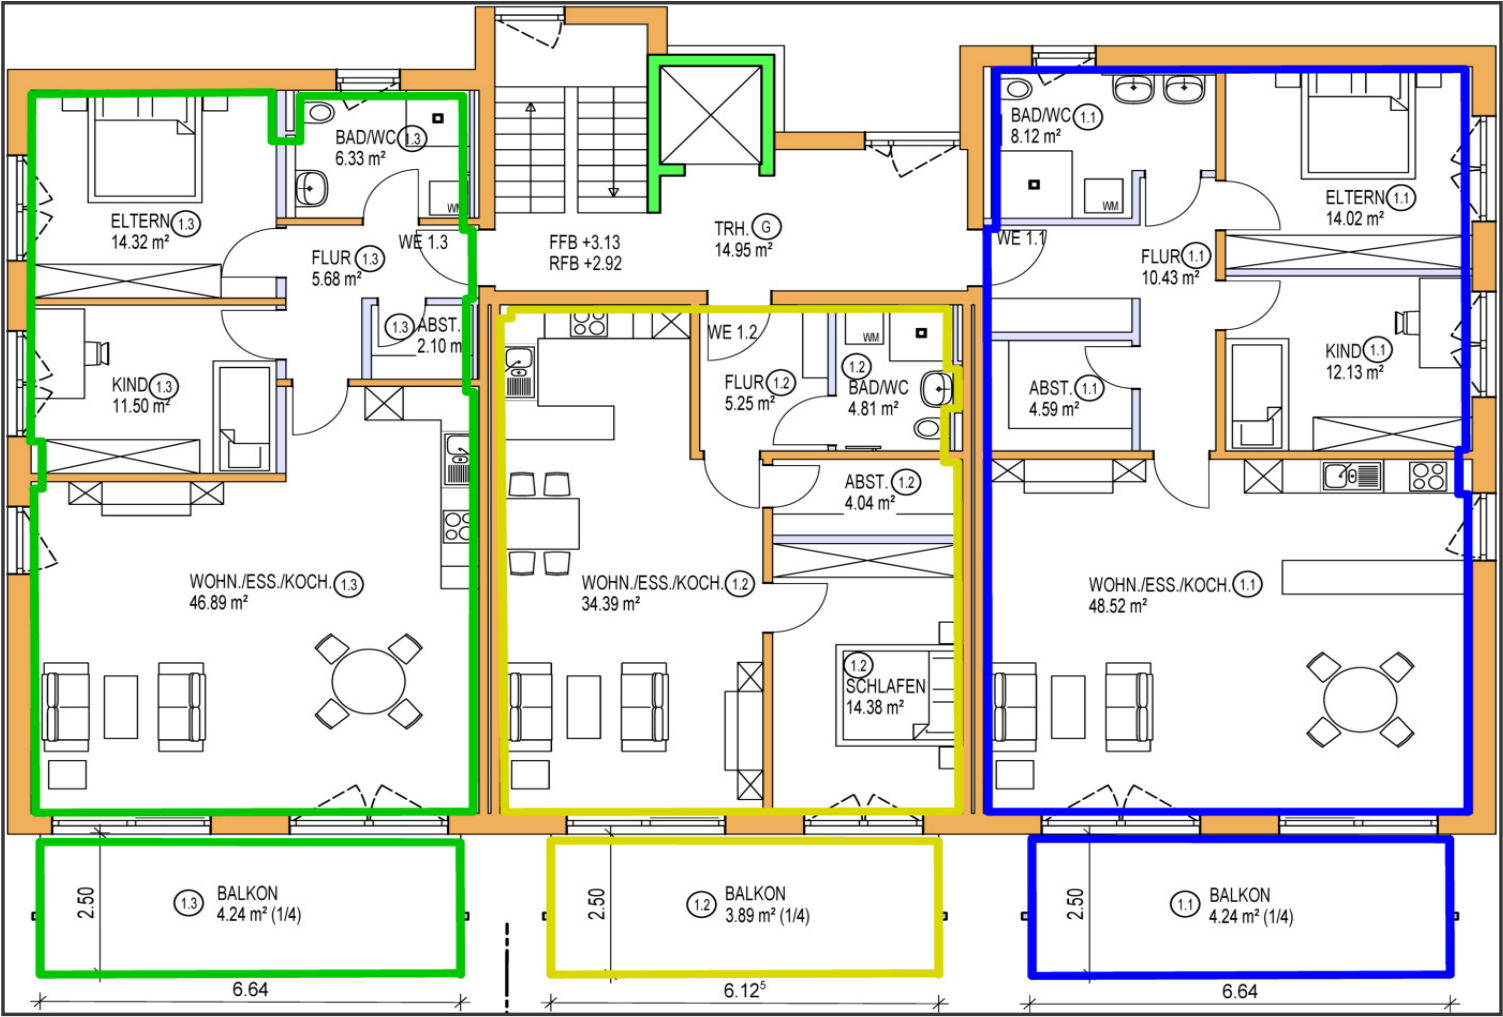 BAD/WC 1.3
6.33 m²
WM
ELTERN 1.3
14.32 m²
FLUR 1.3
5.68 m²
WE 1.3
1.3 ABST.
2.10 m
KIND 1.3
11.50 m²
WOHN./ESS./KOCH. 1.3
46.89 m²
FFB +3.13
RFB +2.92
TRH. G
14.95 m²
WE 1.2
WM
FLUR 1.2
5.25 m²
1.2
BAD/WC
4.81 m²
ABST. 1.2
4.04 m²
WOHN./ESS./KOCH. 1.2
34.39 m²
1.2
SCHLAFEN
14.38 m²
BAD/WC 1.1
8.12 m²
WM
ELTERN 1.1
14.02 m²
WE 1.1
FLUR 1.1
10.43 m²
KIND 1.1
12.13 m²
ABST. 1.1
4.59 m²
WOHN./ESS./KOCH. 1.1
48.52 m²
2.50
1.3 BALKON
4.24 m² (1/4)
6.64
2.50
1.2 BALKON
3.89 m² (1/4)
6.12⁵
2.50
1.1 BALKON
4.24 m² (1/4)
6.64